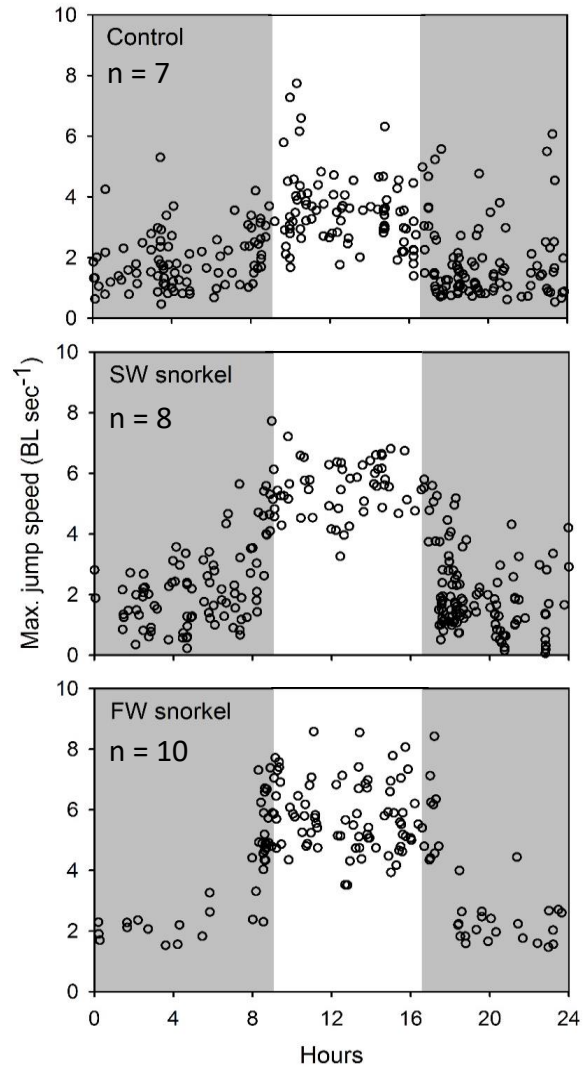 10
8
6
4
2
0
Control
n = 7
Max. jump speed (BL sec-1)
10
8
6
4
2
0
SW snorkel
n = 8
10
8
6
4
2
0
FW snorkel
n = 10
0 4 8 12 16 20 24
Hours